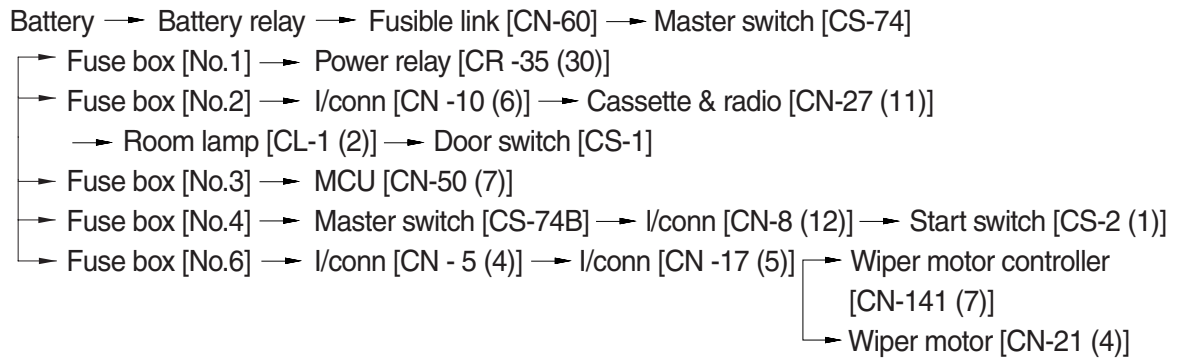 Battery → Battery relay → Fusible link [CN-60] → Master switch [CS-74]
→ Fuse box [No.1] → Power relay [CR -35 (30)]
→ Fuse box [No.2] → I/conn [CN -10 (6)] → Cassette & radio [CN-27 (11)]
→ Room lamp [CL-1 (2)] → Door switch [CS-1]
→ Fuse box [No.3] → MCU [CN-50 (7)]
→ Fuse box [No.4] → Master switch [CS-74B] → I/conn [CN-8 (12)] → Start switch [CS-2 (1)]
→ Fuse box [No.6] → I/conn [CN - 5 (4)] → I/conn [CN -17 (5)] → Wiper motor controller
[CN-141 (7)]
→ Wiper motor [CN-21 (4)]